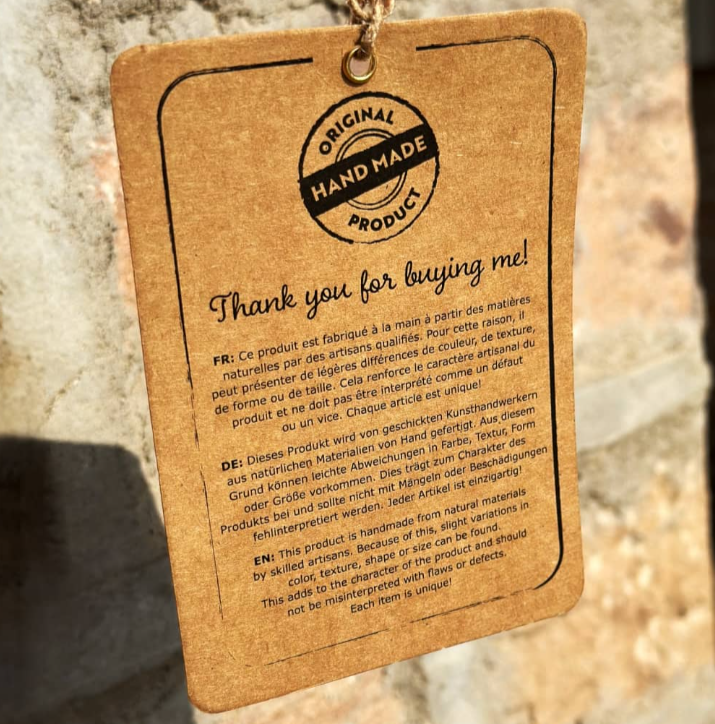 ORIGINAL
HAND MADE
PRODUCT
Thank you for buying me!
FR: Ce produit est fabriqué à la main à partir des matières
naturelles par des artisans qualifiés. Pour cette raison, il
peut présenter de légères différences de couleur, de texture,
de forme ou de taille. Cela renforce le caractère artisanal du
produit et ne doit pas être interprété comme un défaut
ou un vice. Chaque article est unique!
DE: Dieses Produkt wird von geschickten Kunsthandwerkern
aus natürlichen Materialien von Hand gefertigt. Aus diesem
Grund können leichte Abweichungen in Farbe, Textur, Form
oder Größe vorkommen. Dies trägt zum Charakter des
Produkts bei und sollte nicht mit Mängeln oder Beschädigungen
fehlinterpretiert werden. Jeder Artikel ist einzigartig!
EN: This product is handmade from natural materials
by skilled artisans. Because of this, slight variations in
color, texture, shape or size can be found.
This adds to the character of the product and should
not be misinterpreted with flaws or defects.
Each item is unique!